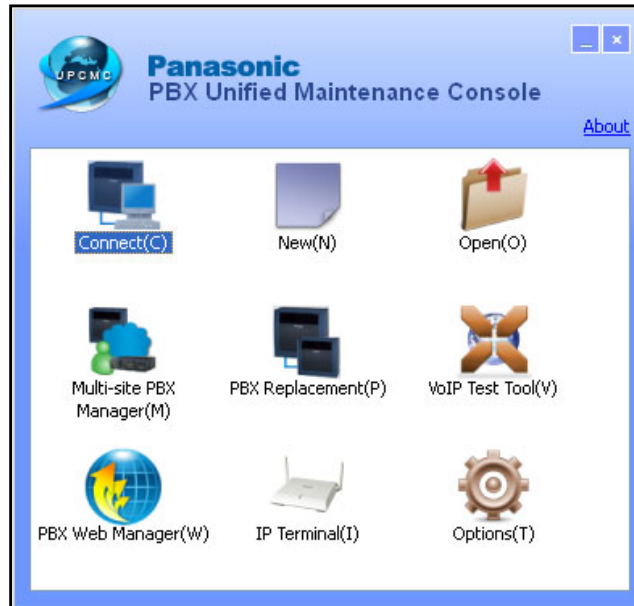 UPCMC
Panasonic
PBX Unified Maintenance Console
About
Connect(C)
New(N)
Open(O)
Multi-site PBX
Manager(M)
PBX Replacement(P)
VoIP Test Tool(V)
PBX Web Manager(W)
IP Terminal(I)
Options(T)